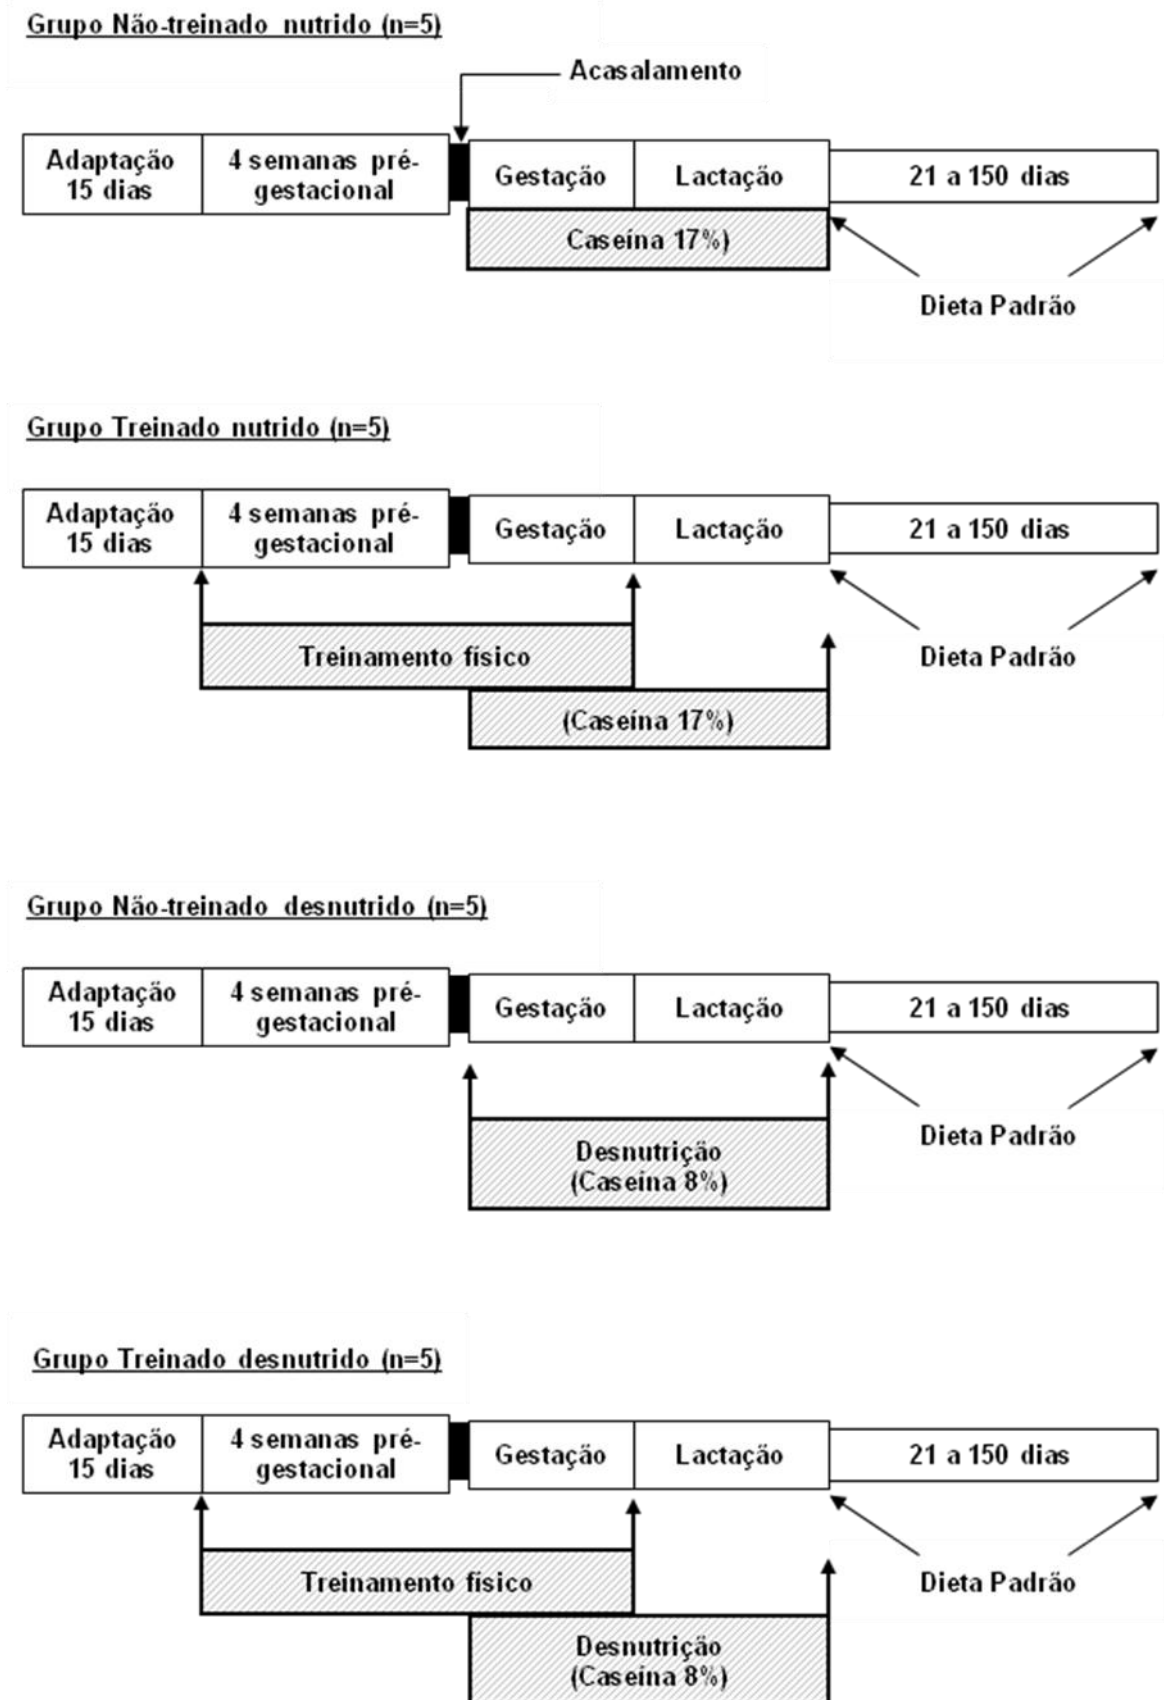 Grupo Não-treinado nutrido (n=5)
Acasalamento
Adaptação
15 dias
4 semanas pré-
gestacional
Gestação
Lactação
21 a 150 dias
Caseína 17%)
Dieta Padrão
Grupo Treinado nutrido (n=5)
Adaptação
15 dias
4 semanas pré-
gestacional
Gestação
Lactação
21 a 150 dias
Treinamento físico
Dieta Padrão
(Caseína 17%)
Grupo Não-treinado desnutrido (n=5)
Adaptação
15 dias
4 semanas pré-
gestacional
Gestação
Lactação
21 a 150 dias
Dieta Padrão
Desnutrição
(Caseína 8%)
Grupo Treinado desnutrido (n=5)
Adaptação
15 dias
4 semanas pré-
gestacional
Gestação
Lactação
21 a 150 dias
Treinamento físico
Dieta Padrão
Desnutrição
(Caseína 8%)